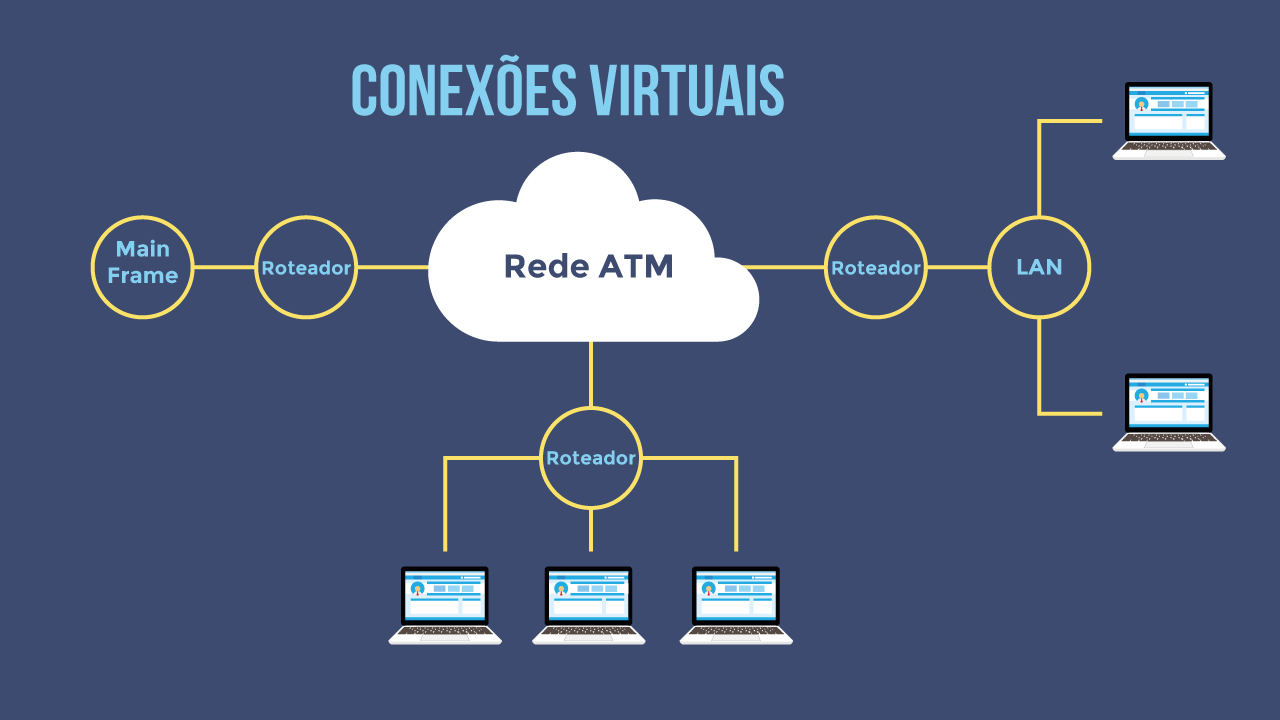 CONEXÕES VIRTUAIS
Main
Frame
Roteador
Rede ATM
Roteador
LAN
Roteador